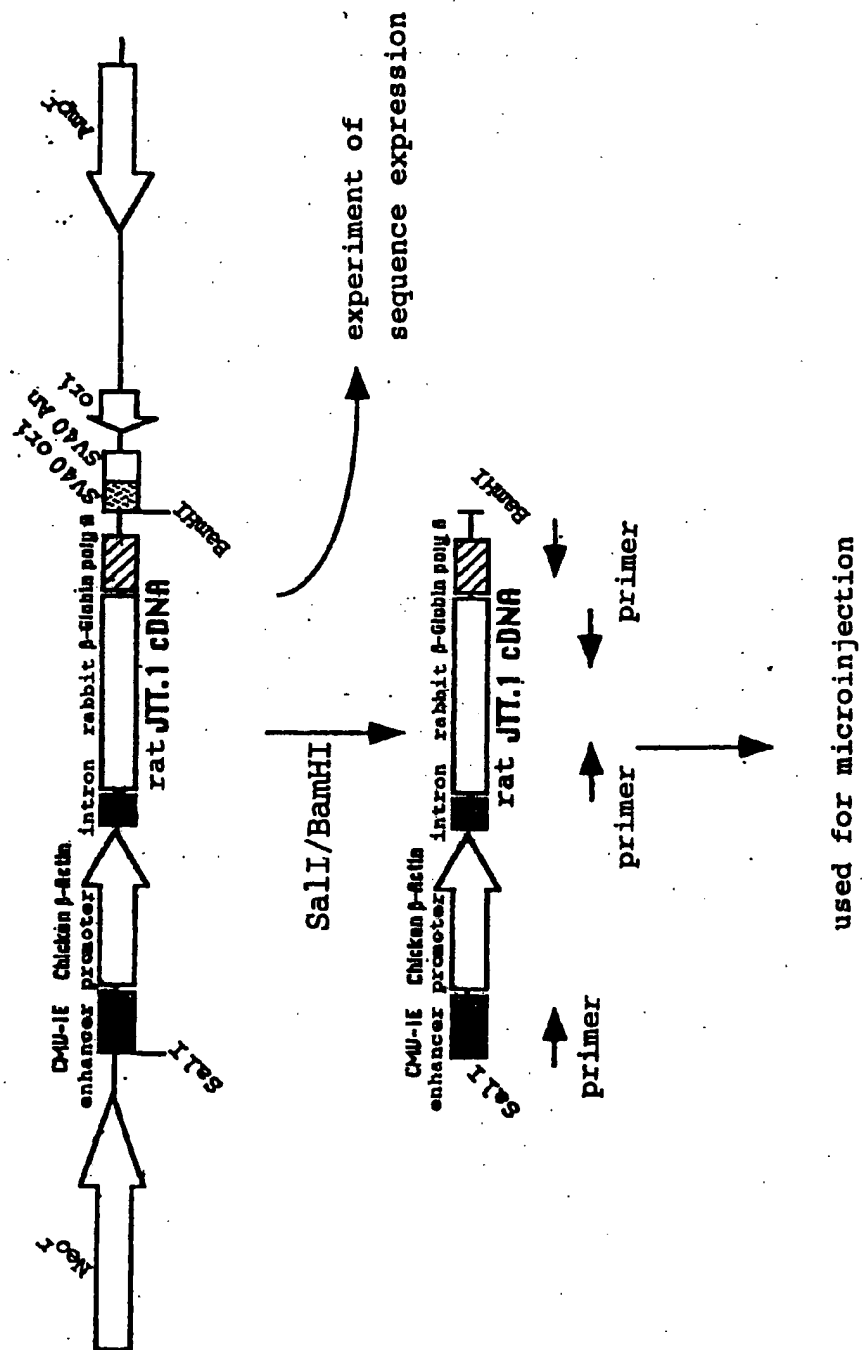 Neoʳ
SalI
CMV-IE
enhancer
Chicken β-Actin
promoter
intron
rabbit β-Globin poly A
rat JTT.1 cDNA
BamHI
SV40 ori
SV40 An
ori
Ampʳ
SalI/BamHI
experiment of
sequence expression
SalI
CMV-IE
enhancer
Chicken β-Actin
promoter
intron
rabbit β-Globin poly A
rat JTT.1 cDNA
BamHI
primer
primer
primer
used for microinjection